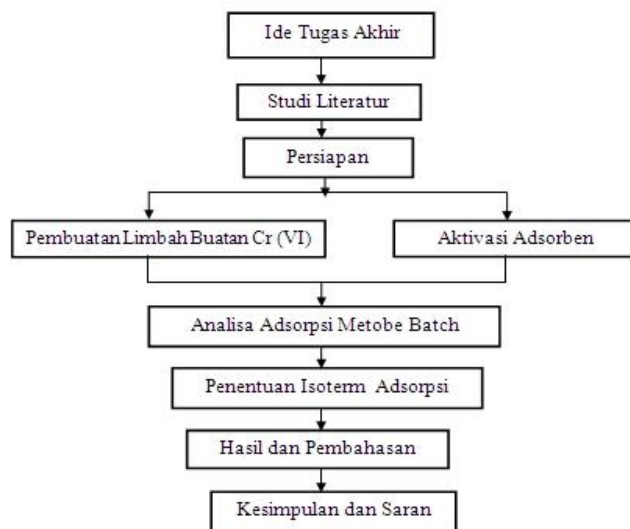 Ide Tugas Akhir
Studi Literatur
Persiapan
Pembuatan Limbah Buatan Cr (VI)
Aktivasi Adsorben
Analisa Adsorpsi Metobe Batch
Penentuan Isoterm Adsorpsi
Hasil dan Pembahasan
Kesimpulan dan Saran